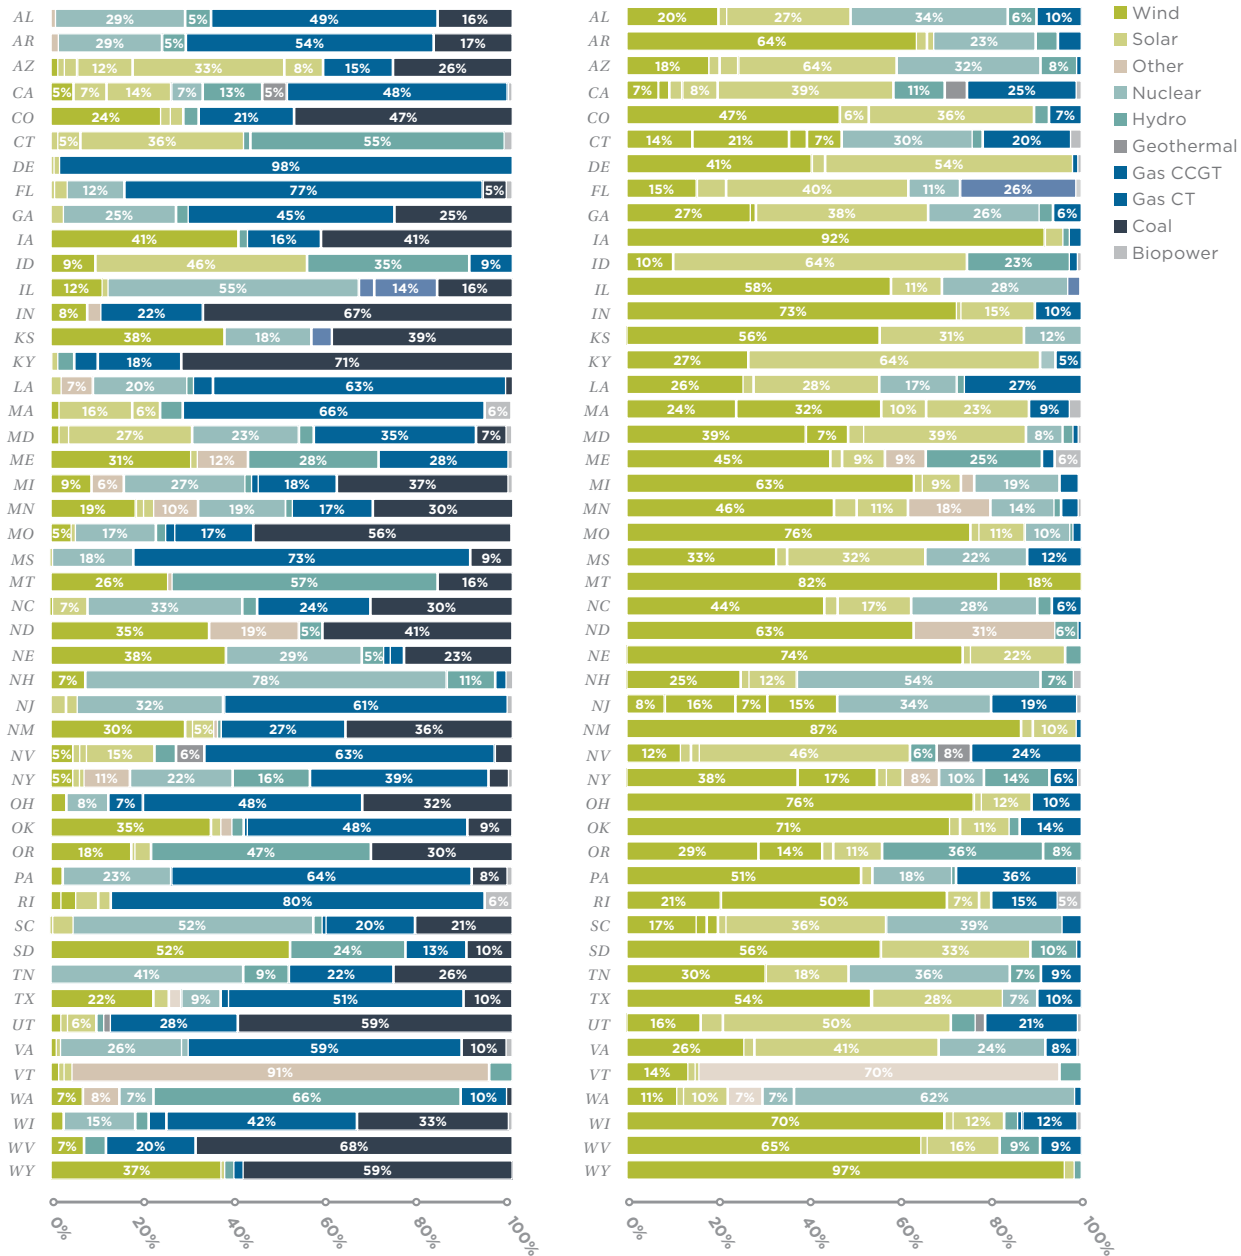 AL 29% 5% 49% 16%
AR 29% 5% 54% 17%
AZ 12% 33% 8% 15% 26%
CA 5% 7% 14% 7% 13% 5% 48%
CO 24% 21% 47%
CT 5% 36% 55%
DE 98%
FL 12% 77% 5%
GA 25% 45% 25%
IA 41% 16% 41%
ID 9% 46% 35% 9%
IL 12% 55% 14% 16%
IN 8% 22% 67%
KS 38% 18% 39%
KY 18% 71%
LA 7% 20% 63%
MA 16% 6% 66% 6%
MD 27% 23% 35% 7%
ME 31% 12% 28% 28%
MI 9% 6% 27% 18% 37%
MN 19% 10% 19% 17% 30%
MO 5% 17% 17% 56%
MS 18% 73% 9%
MT 26% 57% 16%
NC 7% 33% 24% 30%
ND 35% 19% 5% 41%
NE 38% 29% 5% 23%
NH 7% 78% 11%
NJ 32% 61%
NM 30% 5% 27% 36%
NV 5% 15% 6% 63%
NY 5% 11% 22% 16% 39%
OH 8% 7% 48% 32%
OK 35% 48% 9%
OR 18% 47% 30%
PA 23% 64% 8%
RI 80% 6%
SC 52% 20% 21%
SD 52% 24% 13% 10%
TN 41% 9% 22% 26%
TX 22% 9% 51% 10%
UT 6% 28% 59%
VA 26% 59% 10%
VT 91%
WA 7% 8% 7% 66% 10%
WI 15% 42% 33%
WV 7% 20% 68%
WY 37% 59%
0% 20% 40% 60% 80% 100%
AL 20% 27% 34% 6% 10%
AR 64% 23%
AZ 18% 64% 32% 8%
CA 7% 8% 39% 11% 25%
CO 47% 6% 36% 7%
CT 14% 21% 7% 30% 20%
DE 41% 54%
FL 15% 40% 11% 26%
GA 27% 38% 26% 6%
IA 92%
ID 10% 64% 23%
IL 58% 11% 28%
IN 73% 15% 10%
KS 56% 31% 12%
KY 27% 64% 5%
LA 26% 28% 17% 27%
MA 24% 32% 10% 23% 9%
MD 39% 7% 39% 8%
ME 45% 9% 9% 25% 6%
MI 63% 9% 19%
MN 46% 11% 18% 14%
MO 76% 11% 10%
MS 33% 32% 22% 12%
MT 82% 18%
NC 44% 17% 28% 6%
ND 63% 31% 6%
NE 74% 22%
NH 25% 12% 54% 7%
NJ 8% 16% 7% 15% 34% 19%
NM 87% 10%
NV 12% 46% 6% 8% 24%
NY 38% 17% 8% 10% 14% 6%
OH 76% 12% 10%
OK 71% 11% 14%
OR 29% 14% 11% 36% 8%
PA 51% 18% 36%
RI 21% 50% 7% 15% 5%
SC 17% 36% 39%
SD 56% 33% 10%
TN 30% 18% 36% 7% 9%
TX 54% 28% 7% 10%
UT 16% 50% 21%
VA 26% 41% 24% 8%
VT 14% 70%
WA 11% 10% 7% 7% 62%
WI 70% 12% 12%
WV 65% 16% 9% 9%
WY 97%
0% 20% 40% 60% 80% 100%
Wind
Solar
Other
Nuclear
Hydro
Geothermal
Gas CCGT
Gas CT
Coal
Biopower